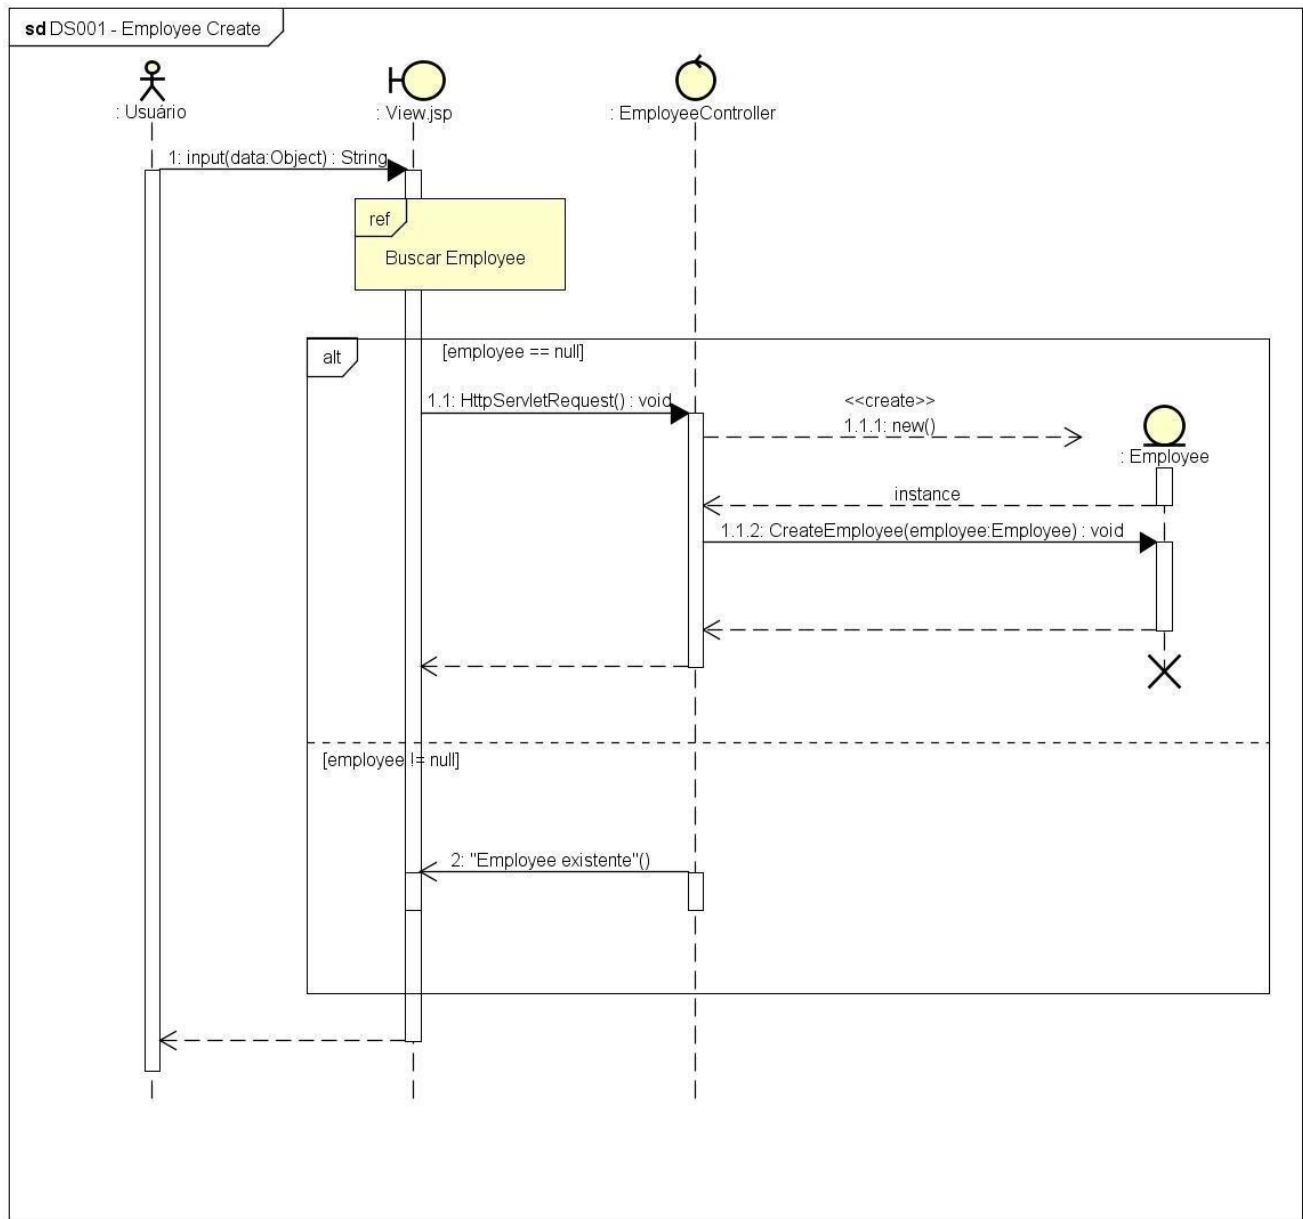 sd DS001 - Employee Create
: Usuário
: View.jsp
: EmployeeController
1: input(data:Object) : String
ref
Buscar Employee
alt
[employee == null]
1.1: HttpServletRequest() : void
<<create>>
1.1.1: new()
: Employee
instance
1.1.2: CreateEmployee(employee:Employee) : void
[employee != null]
2: "Employee existente"()